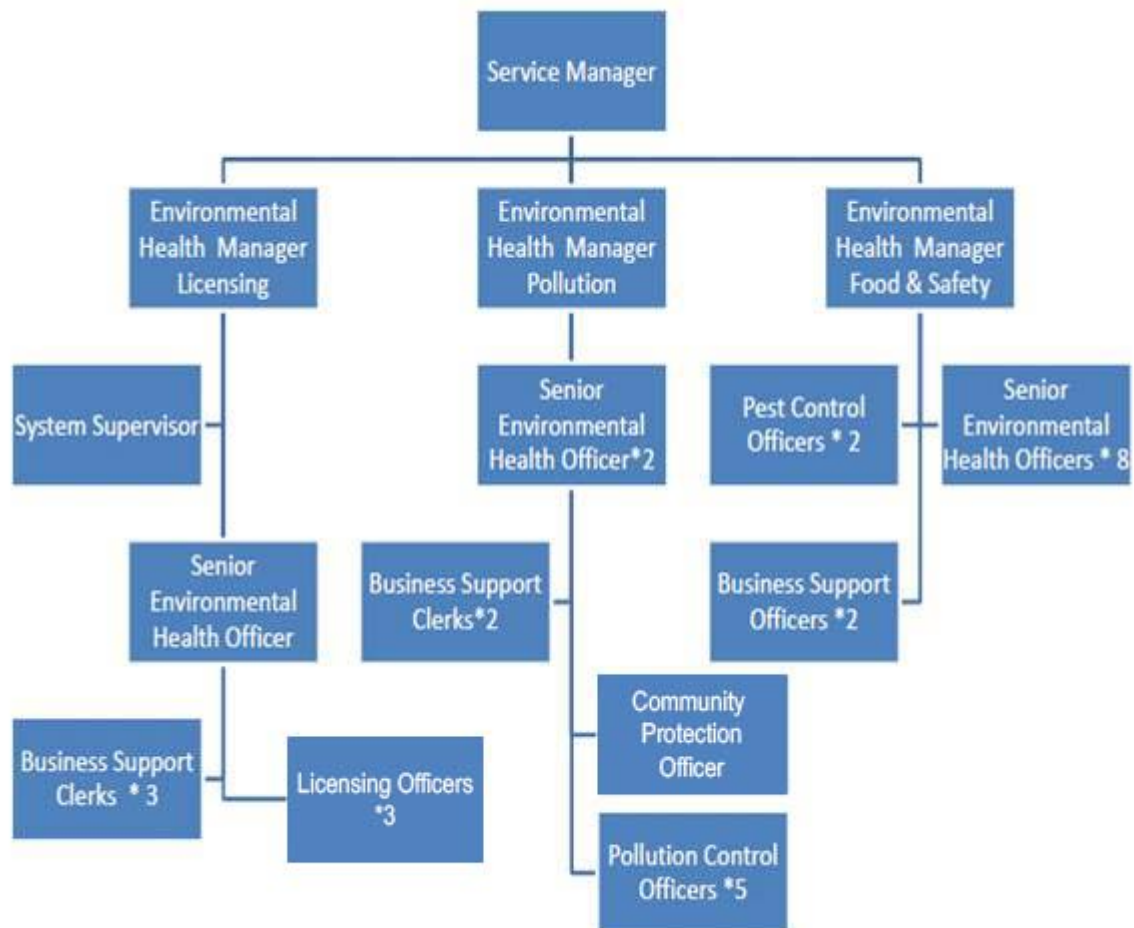 Service Manager
Environmental
Health Manager
Licensing
Environmental
Health Manager
Pollution
Environmental
Health Manager
Food & Safety
System Supervisor
Senior
Environmental
Health Officer*2
Pest Control
Officers * 2
Senior
Environmental
Health Officers * 8
Senior
Environmental
Health Officer
Business Support
Clerks*2
Business Support
Officers *2
Business Support
Clerks * 3
Licensing Officers
*3
Community
Protection
Officer
Pollution Control
Officers *5